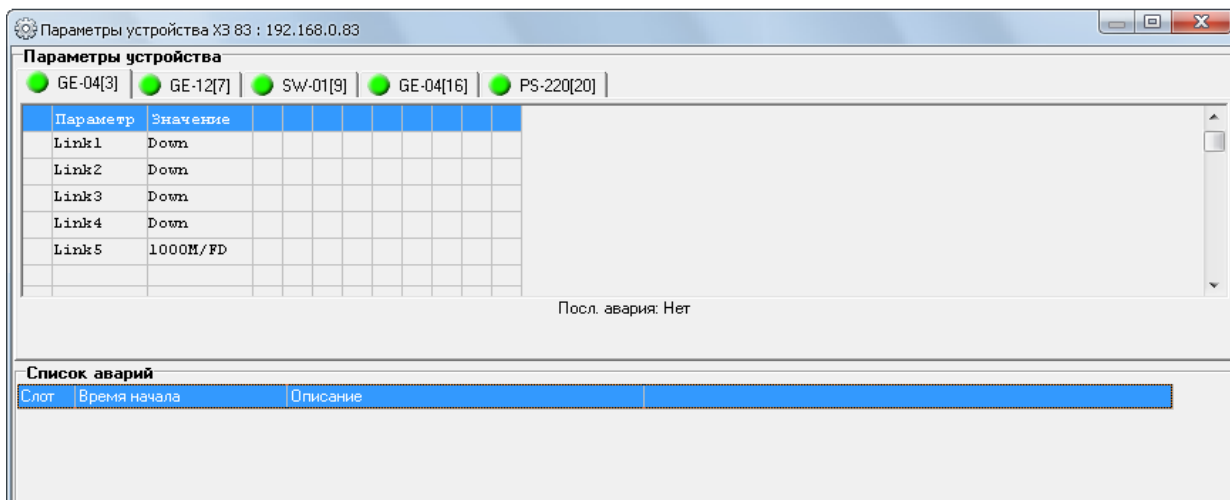 Параметры устройства ХЗ 83 : 192.168.0.83
Параметры устройства
GE-04[3] GE-12[7] SW-01[9] GE-04[16] PS-220[20]
Параметр Значение
Link1 Down
Link2 Down
Link3 Down
Link4 Down
Link5 1000M/FD
Посл. авария: Нет
Список аварий
Слот Время начала Описание